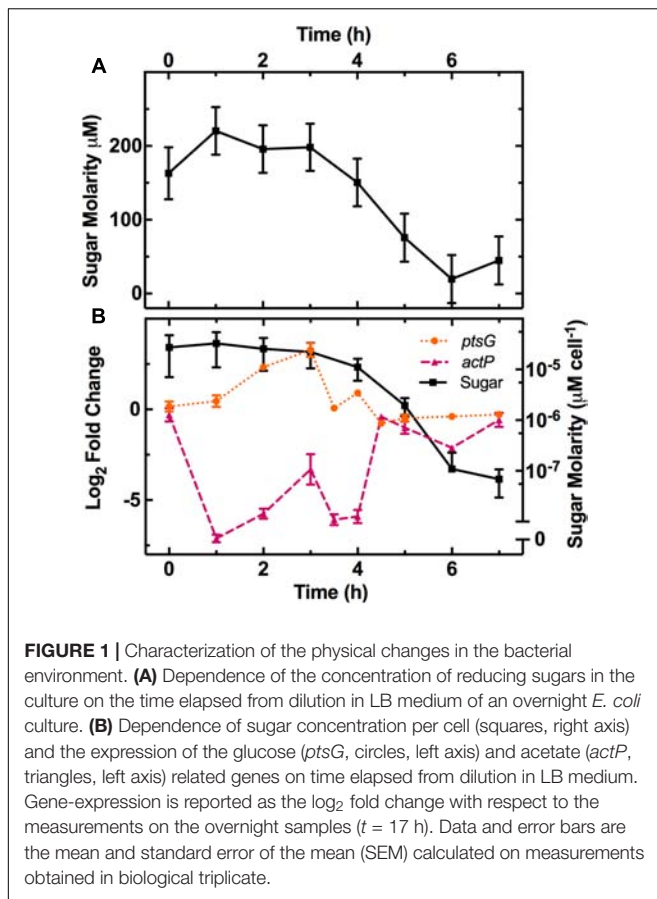 Time (h)
0 2 4 6
A
Sugar Molarity μM
200
100
0
B
ptsG
actP
Sugar
Log₂ Fold Change
0
-5
10⁻⁵
10⁻⁶
10⁻⁷
0
Sugar Molarity (μM cell⁻¹)
0 2 4 6
Time (h)
FIGURE 1 | Characterization of the physical changes in the bacterial
environment. (A) Dependence of the concentration of reducing sugars in the
culture on the time elapsed from dilution in LB medium of an overnight E. coli
culture. (B) Dependence of sugar concentration per cell (squares, right axis)
and the expression of the glucose (ptsG, circles, left axis) and acetate (actP,
triangles, left axis) related genes on time elapsed from dilution in LB medium.
Gene-expression is reported as the log₂ fold change with respect to the
measurements on the overnight samples (t = 17 h). Data and error bars are
the mean and standard error of the mean (SEM) calculated on measurements
obtained in biological triplicate.